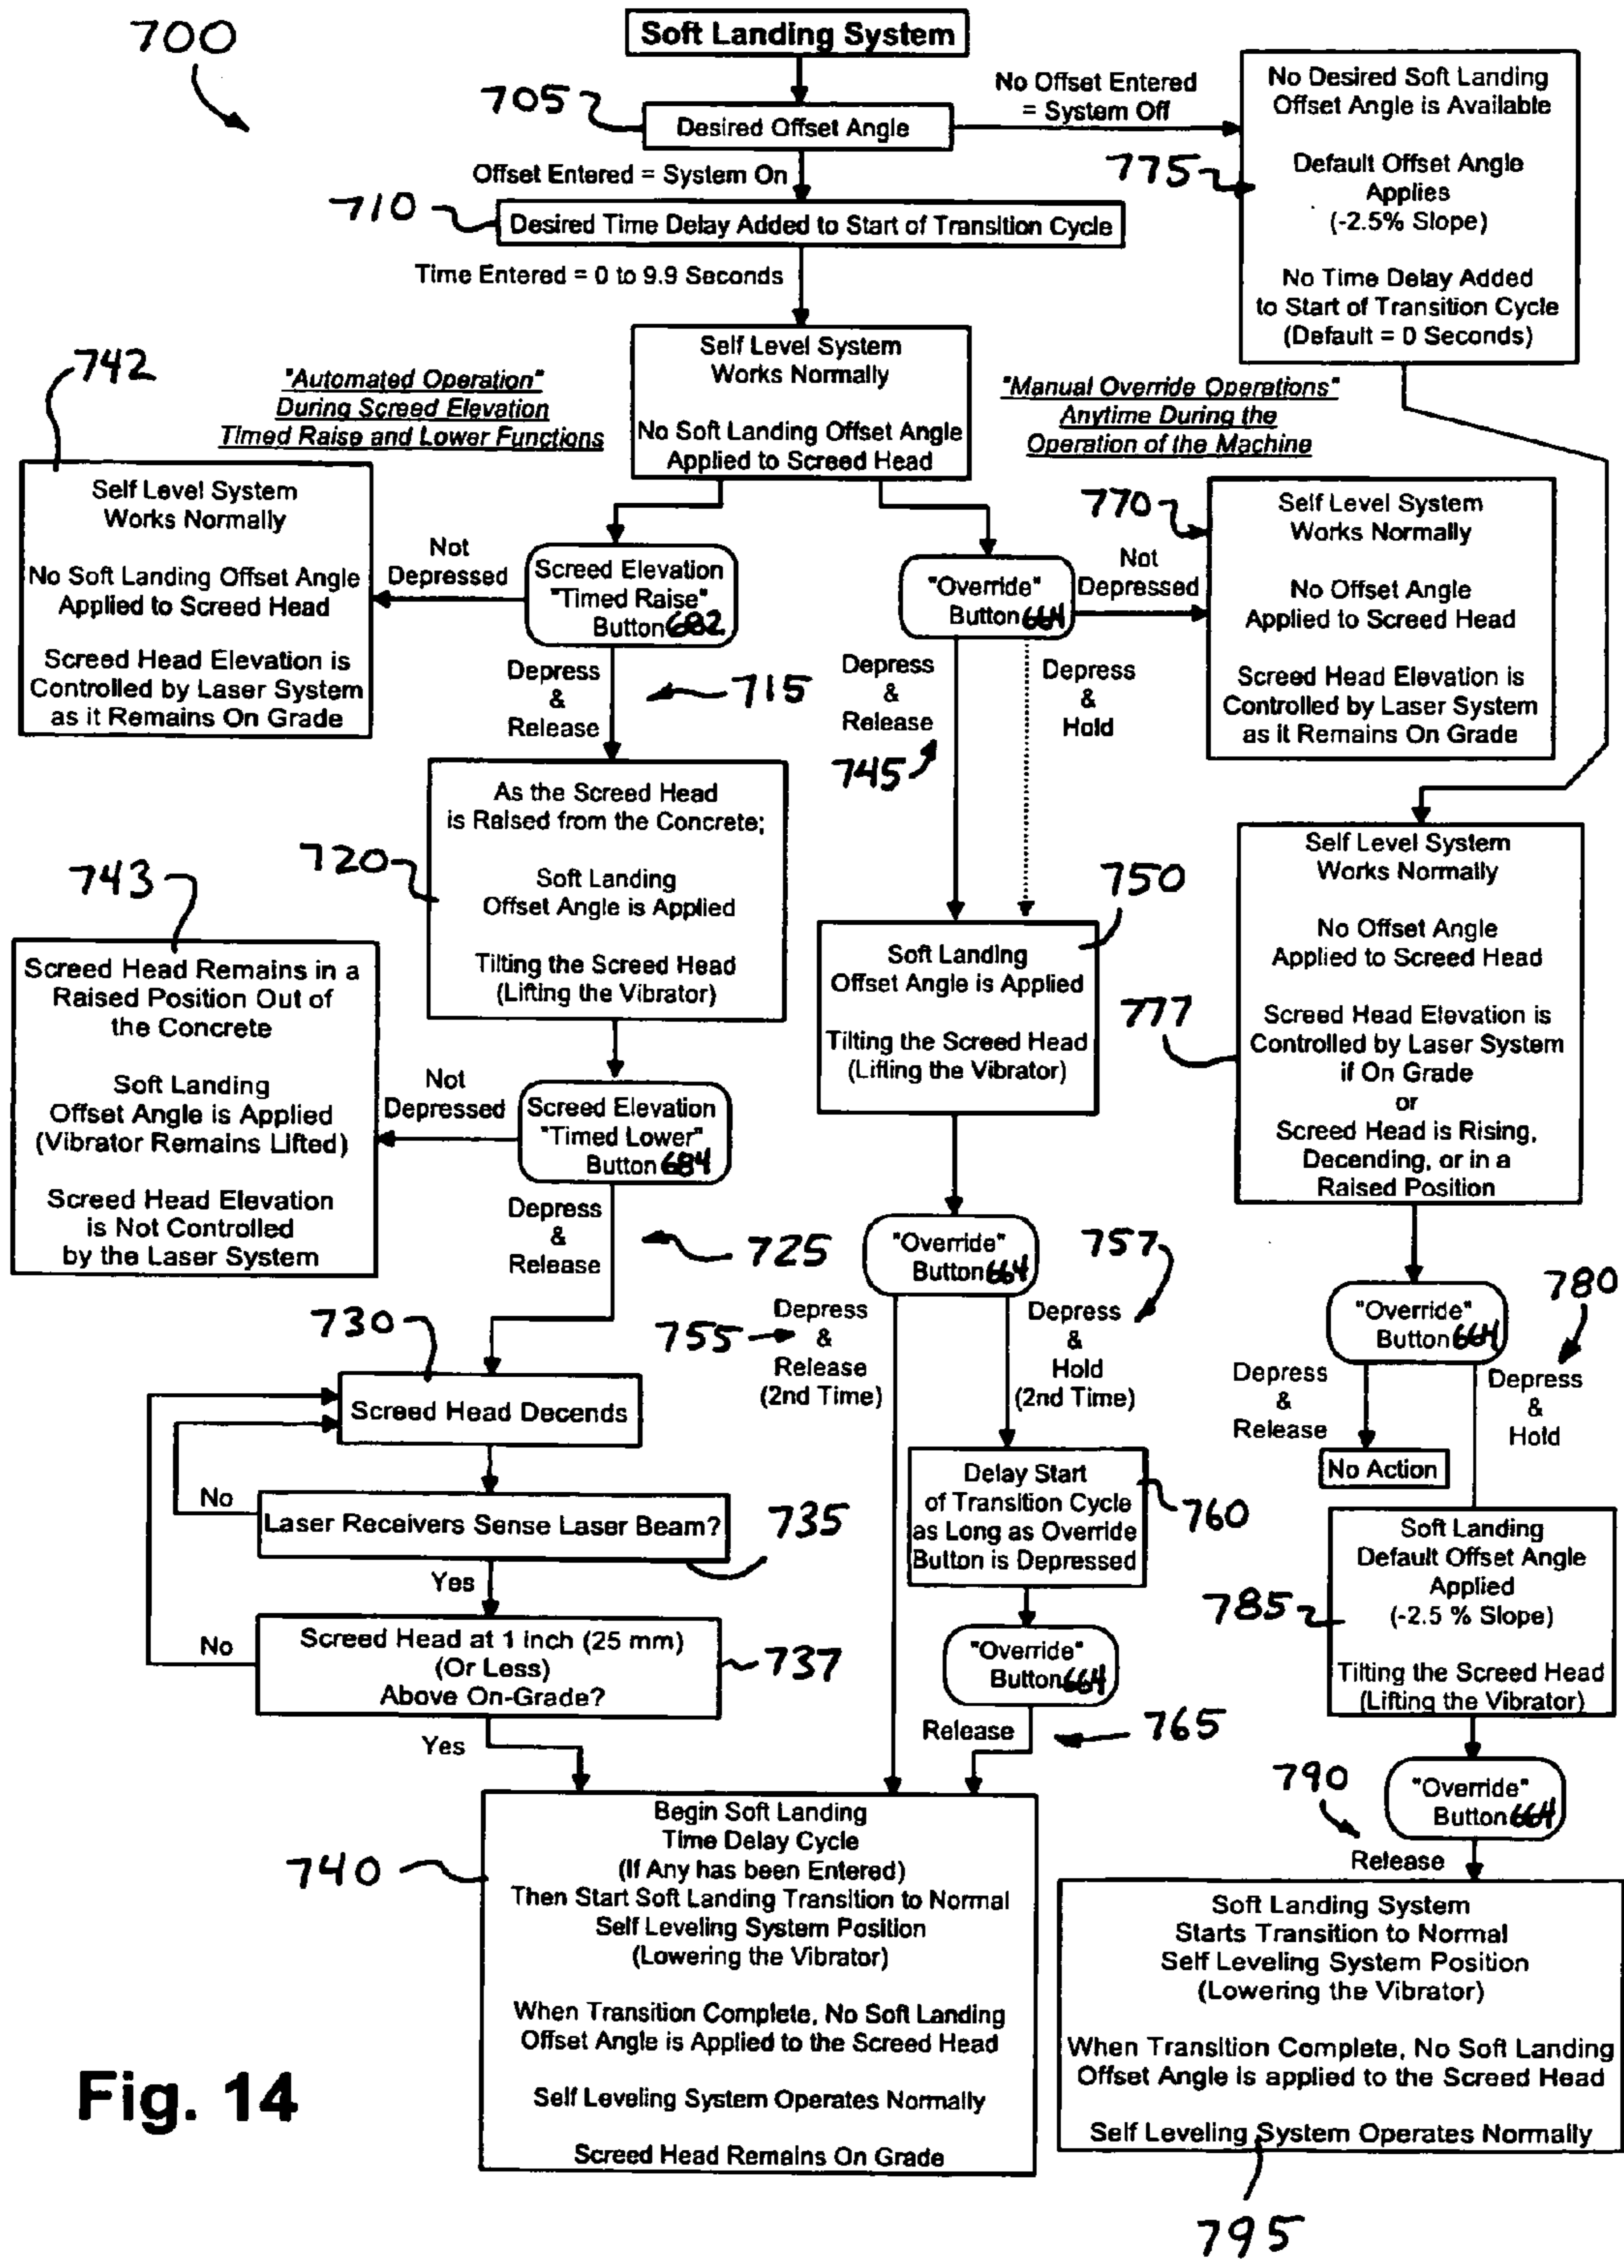 700
Soft Landing System
705
Desired Offset Angle
No Offset Entered
= System Off
No Desired Soft Landing
Offset Angle is Available
Default Offset Angle
Applies
(-2.5% Slope)
No Time Delay Added
to Start of Transition Cycle
(Default = 0 Seconds)
775
Offset Entered = System On
710
Desired Time Delay Added to Start of Transition Cycle
Time Entered = 0 to 9.9 Seconds
Self Level System
Works Normally
No Soft Landing Offset Angle
Applied to Screed Head
742
"Automated Operation"
During Screed Elevation
Timed Raise and Lower Functions
"Manual Override Operations"
Anytime During the
Operation of the Machine
Self Level System
Works Normally
No Soft Landing Offset Angle
Applied to Screed Head
Screed Head Elevation is
Controlled by Laser System
as it Remains On Grade
Not
Depressed
Screed Elevation
"Timed Raise"
Button 682
"Override"
Button 664
Not
Depressed
770
Self Level System
Works Normally
No Offset Angle
Applied to Screed Head
Screed Head Elevation is
Controlled by Laser System
as it Remains On Grade
Depress
&
Release
715
Depress
&
Release
745
Depress
&
Hold
720
As the Screed Head
is Raised from the Concrete;
Soft Landing
Offset Angle is Applied
Tilting the Screed Head
(Lifting the Vibrator)
743
Screed Head Remains in a
Raised Position Out of
the Concrete
Soft Landing
Offset Angle is Applied
(Vibrator Remains Lifted)
Screed Head Elevation
is Not Controlled
by the Laser System
Not
Depressed
Screed Elevation
"Timed Lower"
Button 684
750
Soft Landing
Offset Angle is Applied
Tilting the Screed Head
(Lifting the Vibrator)
777
Self Level System
Works Normally
No Offset Angle
Applied to Screed Head
Screed Head Elevation is
Controlled by Laser System
if On Grade
or
Screed Head is Rising,
Decending, or in a
Raised Position
Depress
&
Release
725
"Override"
Button 664
757
755
Depress
&
Release
(2nd Time)
Depress
&
Hold
(2nd Time)
"Override"
Button 664
780
Depress
&
Release
Depress
&
Hold
No Action
730
Screed Head Decends
No
Laser Receivers Sense Laser Beam?
735
Yes
No
Screed Head at 1 inch (25 mm)
(Or Less)
Above On-Grade?
737
Yes
Delay Start
of Transition Cycle
as Long as Override
Button is Depressed
760
"Override"
Button 664
Release
765
785
Soft Landing
Default Offset Angle
Applied
(-2.5 % Slope)
Tilting the Screed Head
(Lifting the Vibrator)
"Override"
Button 664
790
Release
740
Begin Soft Landing
Time Delay Cycle
(If Any has been Entered)
Then Start Soft Landing Transition to Normal
Self Leveling System Position
(Lowering the Vibrator)
When Transition Complete, No Soft Landing
Offset Angle is Applied to the Screed Head
Self Leveling System Operates Normally
Screed Head Remains On Grade
Soft Landing System
Starts Transition to Normal
Self Leveling System Position
(Lowering the Vibrator)
When Transition Complete, No Soft Landing
Offset Angle is applied to the Screed Head
Self Leveling System Operates Normally
795
Fig. 14